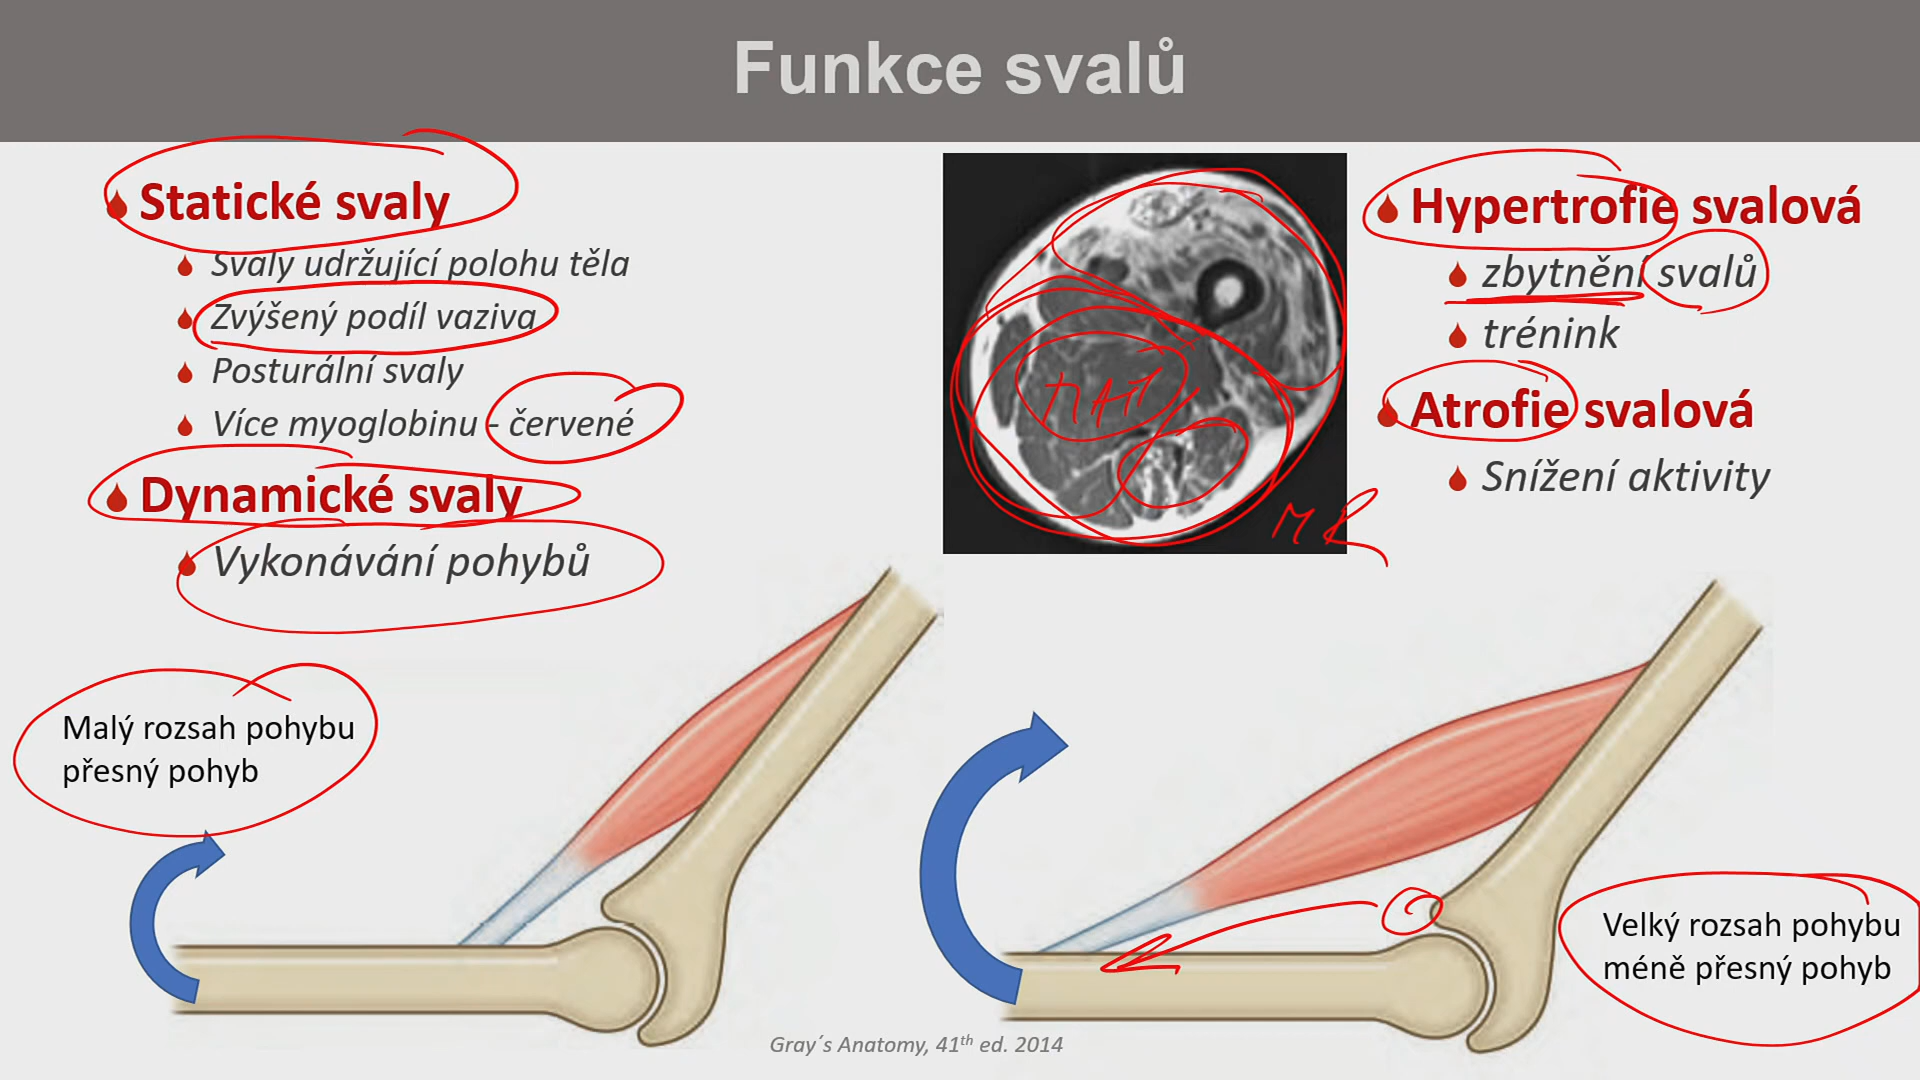 Funkce svalů
Statické svaly
Svaly udržující polohu těla
Zvýšený podíl vaziva
Posturální svaly
Více myoglobinu - červené
Dynamické svaly
Vykonávání pohybů
Malý rozsah pohybu
přesný pohyb
MR
Hypertrofie svalová
zbytnění svalů
trénink
Atrofie svalová
Snížení aktivity
Velký rozsah pohybu
méně přesný pohyb
Gray´s Anatomy, 41th ed. 2014